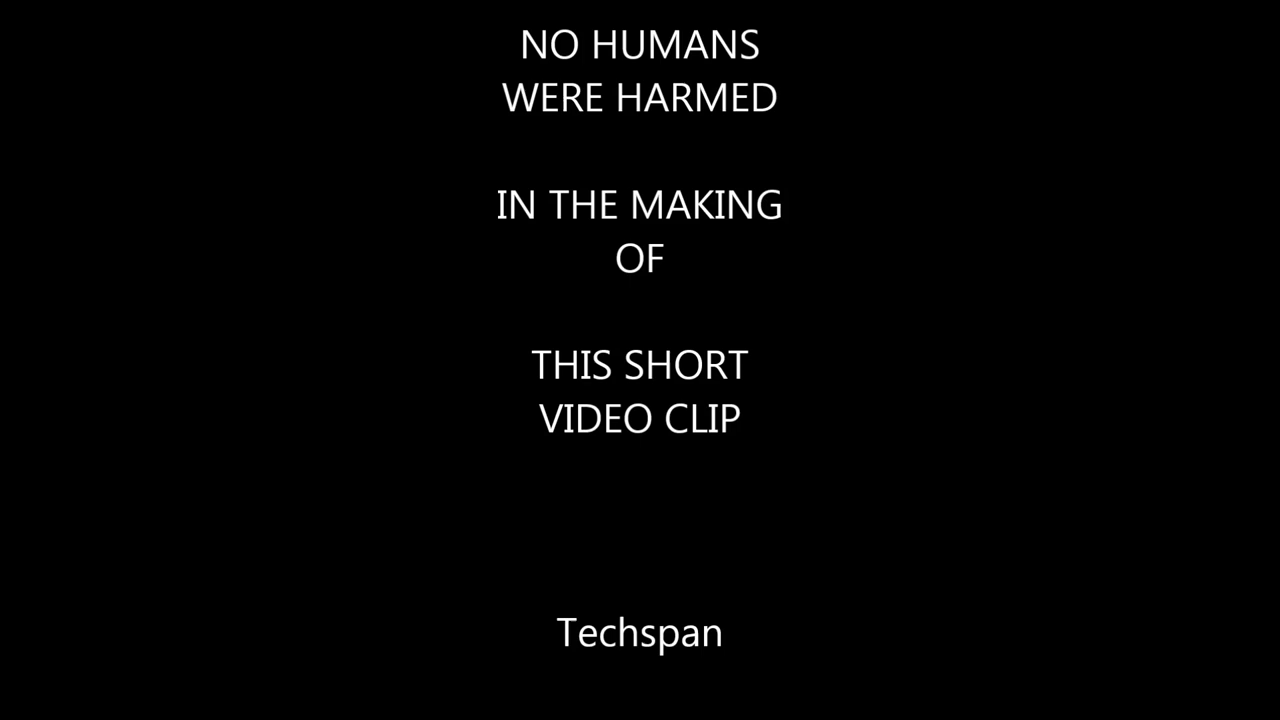 NO HUMANS
WERE HARMED
IN THE MAKING
OF
THIS SHORT
VIDEO CLIP
Techspan